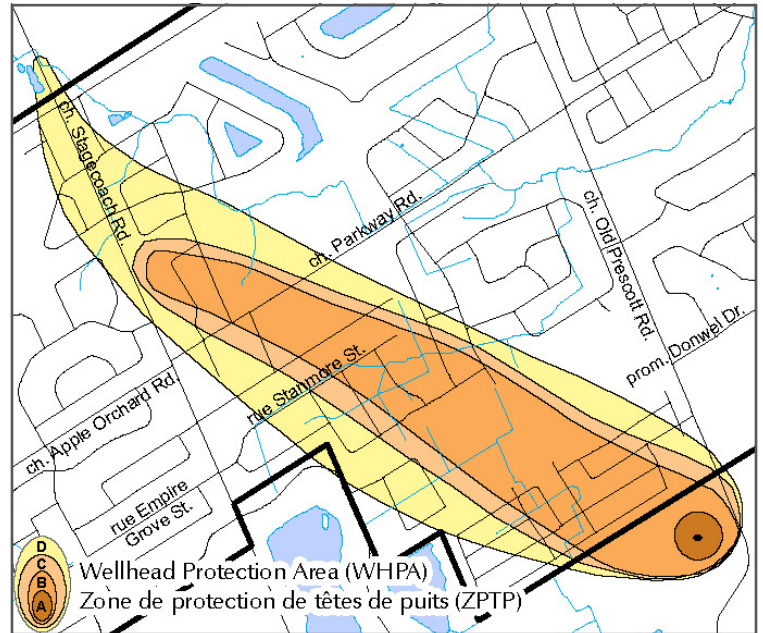 ch. Stagecoach Rd.
ch. Parkway Rd.
ch. Old Prescott Rd.
prom. Donwel Dr.
rue Stanmore St.
ch. Apple Orchard Rd.
rue Empire
Grove St.
D
C
B
A
Wellhead Protection Area (WHPA)
Zone de protection de têtes de puits (ZPTP)